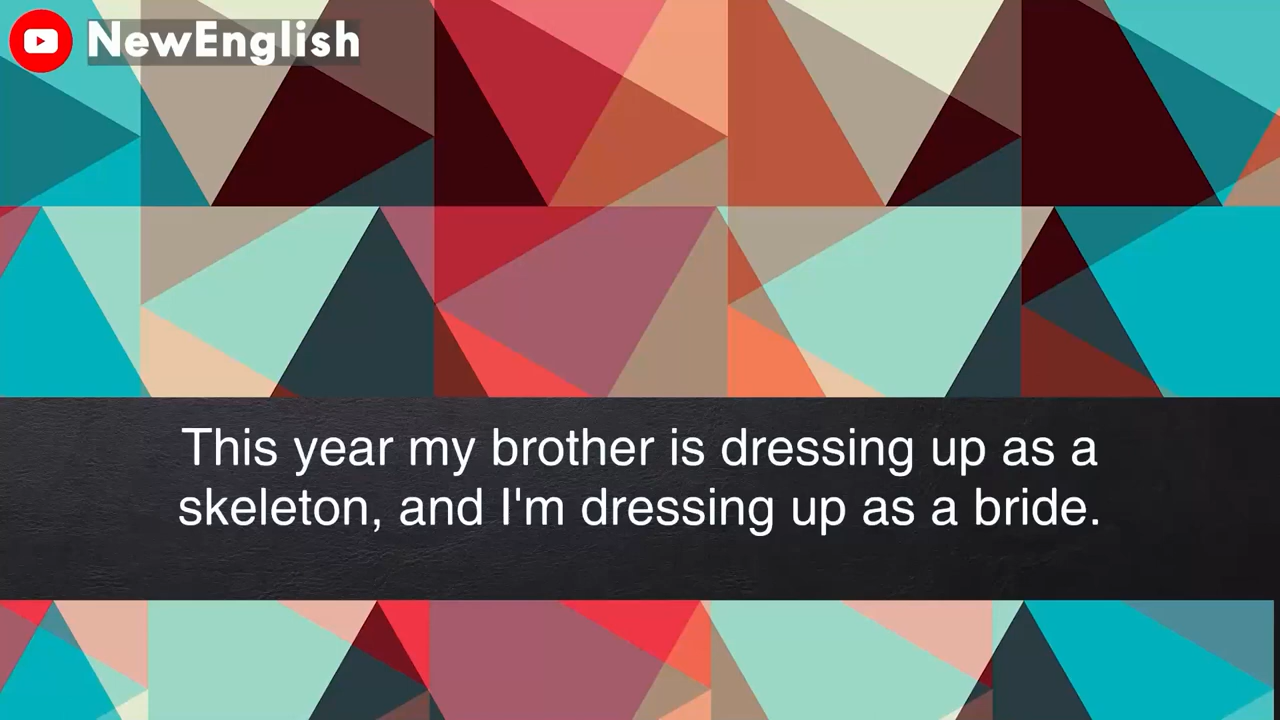 NewEnglish
This year my brother is dressing up as a
skeleton, and I'm dressing up as a bride.